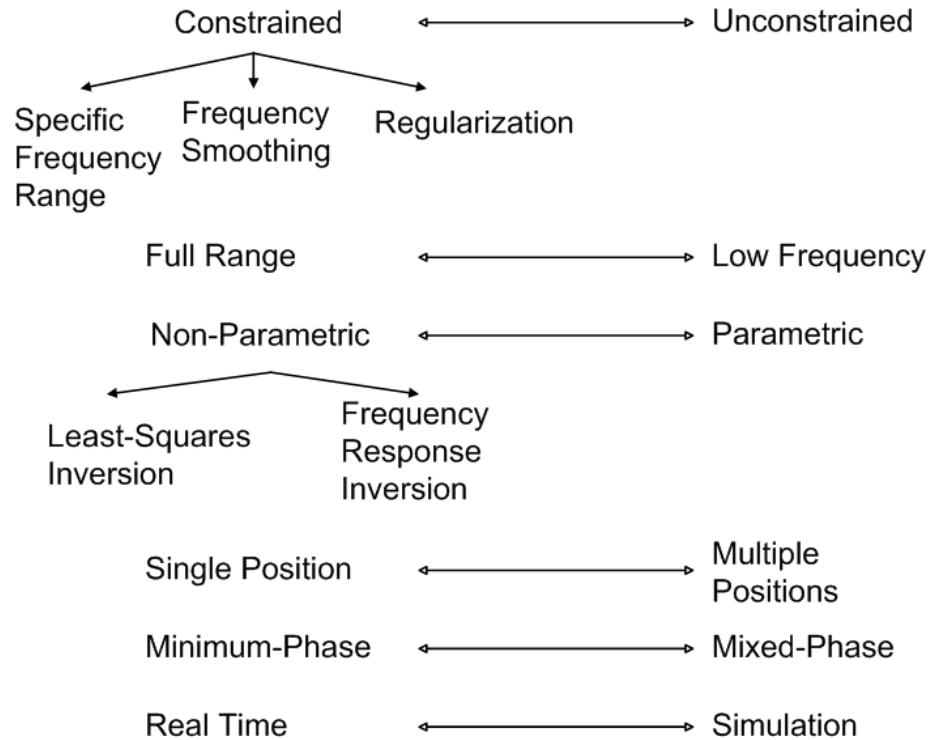 Constrained
Unconstrained
Specific
Frequency
Range
Frequency
Smoothing
Regularization
Full Range
Low Frequency
Non-Parametric
Parametric
Least-Squares
Inversion
Frequency
Response
Inversion
Single Position
Multiple
Positions
Minimum-Phase
Mixed-Phase
Real Time
Simulation